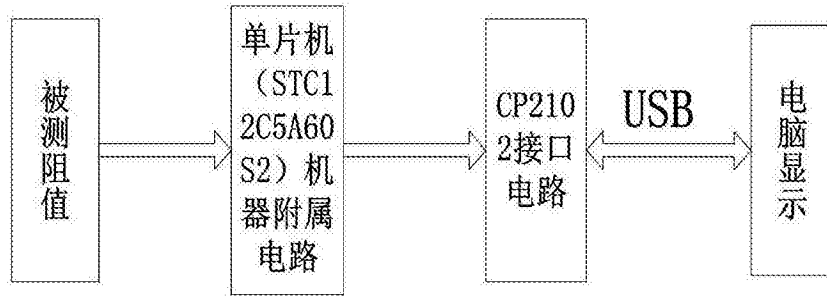 被
测
阻
值
单片机
（STC1
2C5A60
S2）机
器附属
电路
CP210
2接口
电路
USB
电
脑
显
示